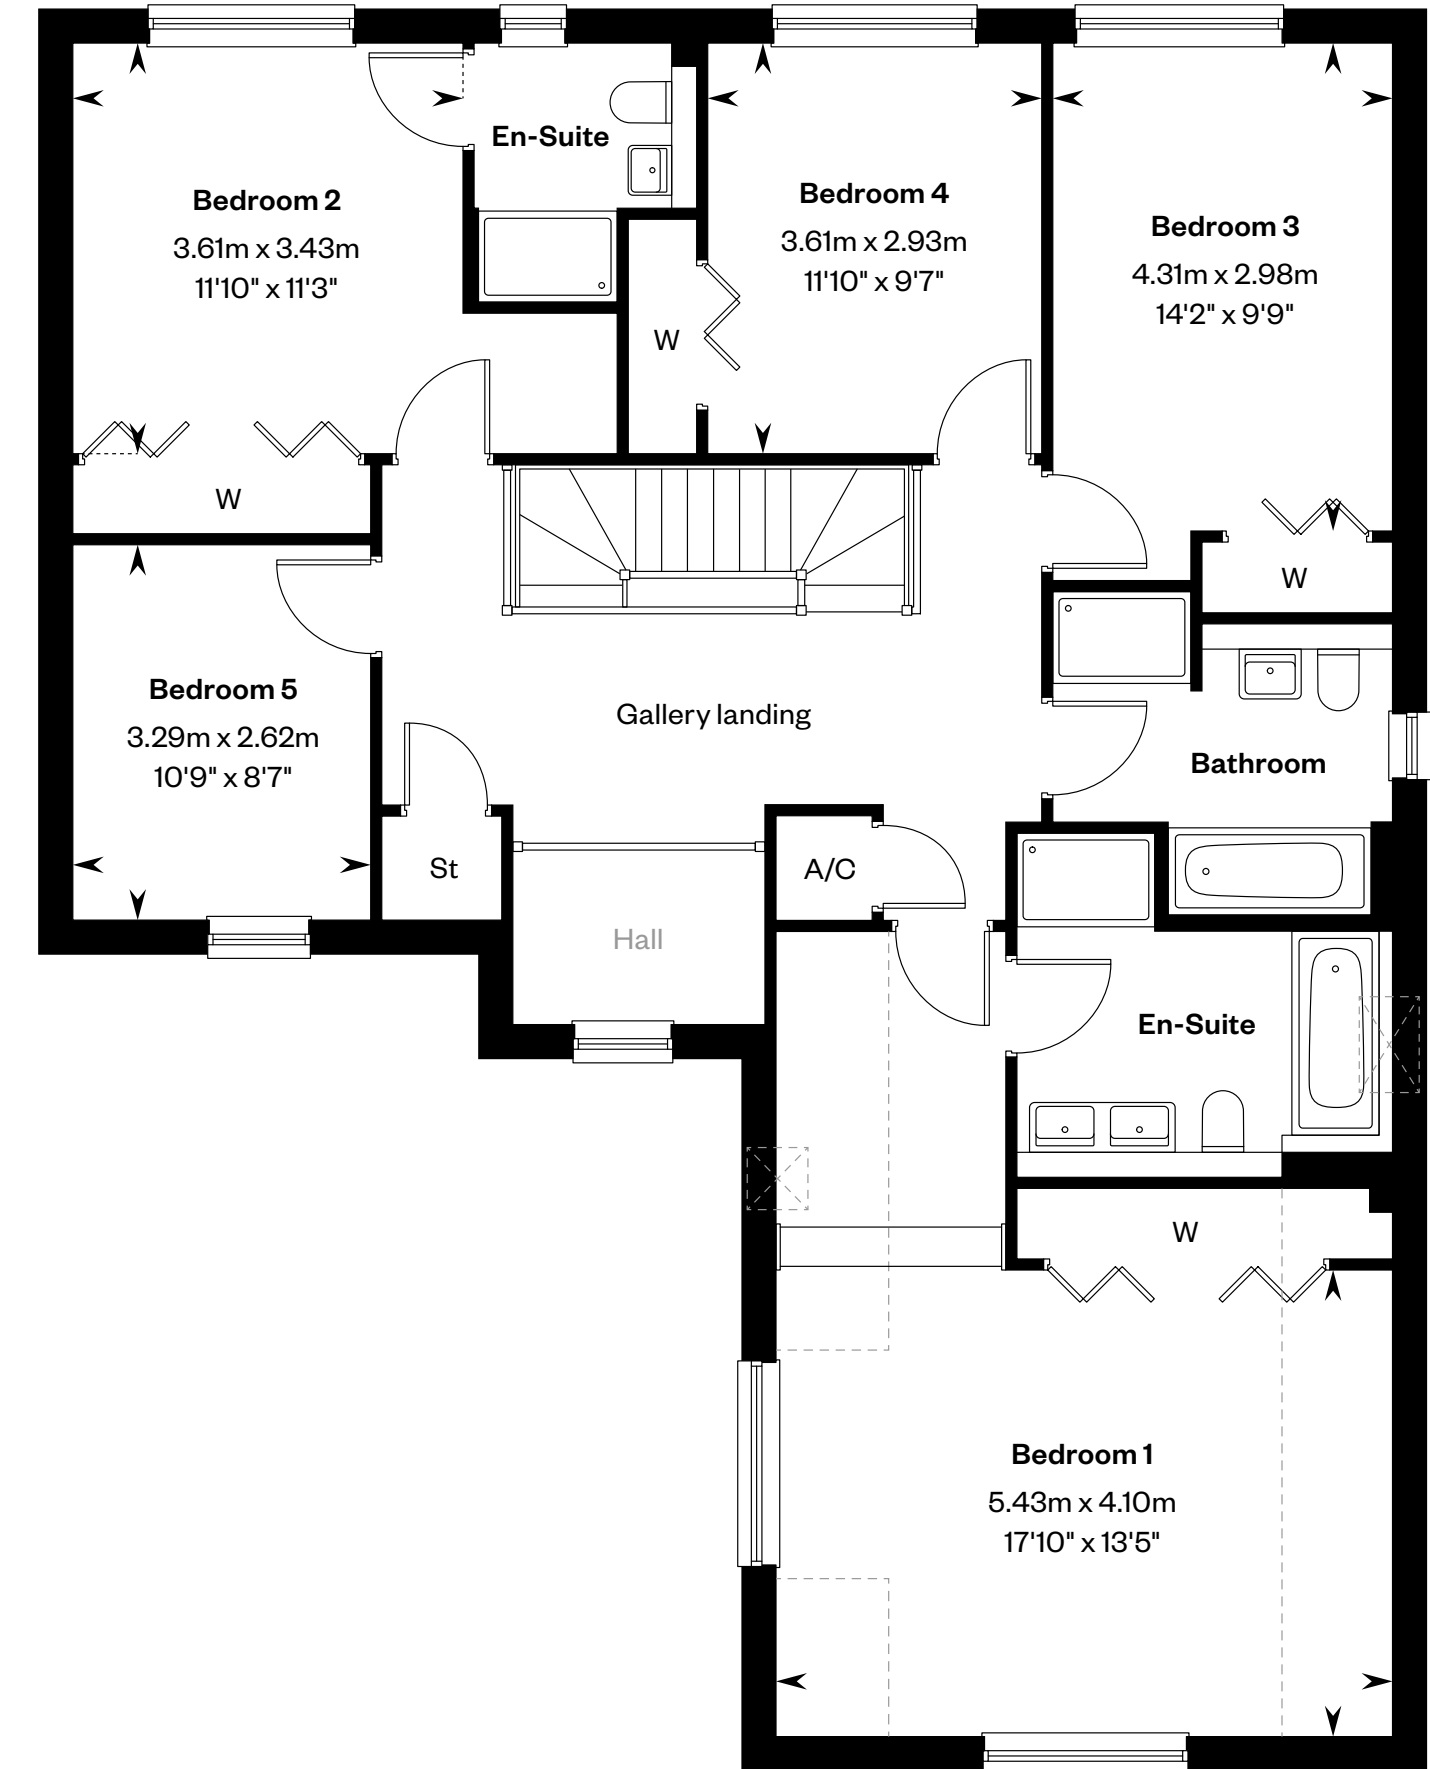 En-Suite
Bedroom 2
3.61m x 3.43m
11'10" x 11'3"
Bedroom 4
3.61m x 2.93m
11'10" x 9'7"
Bedroom 3
4.31m x 2.98m
14'2" x 9'9"
W
W
W
Bedroom 5
3.29m x 2.62m
10'9" x 8'7"
Gallery landing
Bathroom
St
A/C
Hall
En-Suite
W
Bedroom 1
5.43m x 4.10m
17'10" x 13'5"